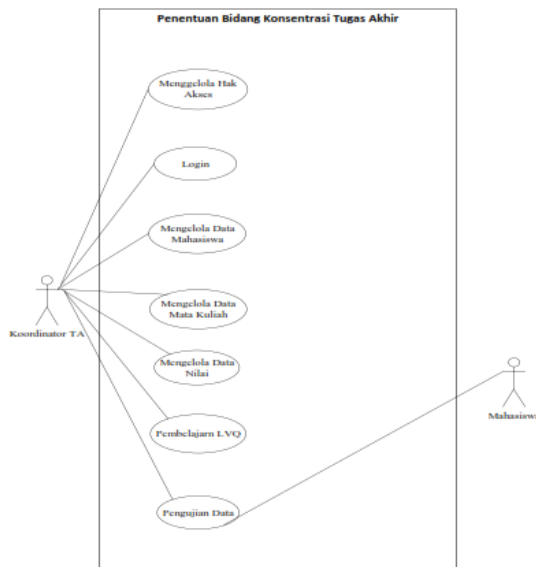 Penentuan Bidang Konsentrasi Tugas Akhir
Menggelola Hak
Akses
Login
Mengelola Data
Mahasiswa
Mengelola Data
Mata Kuliah
Koordinator TA
Mengelola Data
Nilai
Mahasiswa
Pembelajarn LVQ
Pengujian Data